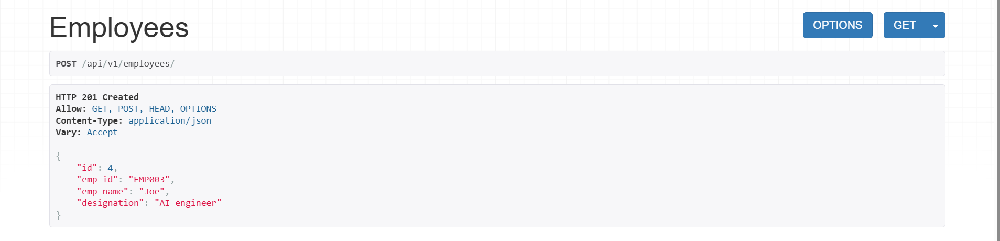 Employees
OPTIONS
GET
POST /api/v1/employees/
HTTP 201 Created
Allow: GET, POST, HEAD, OPTIONS
Content-Type: application/json
Vary: Accept
{
    "id": 4,
    "emp_id": "EMP003",
    "emp_name": "Joe",
    "designation": "AI engineer"
}